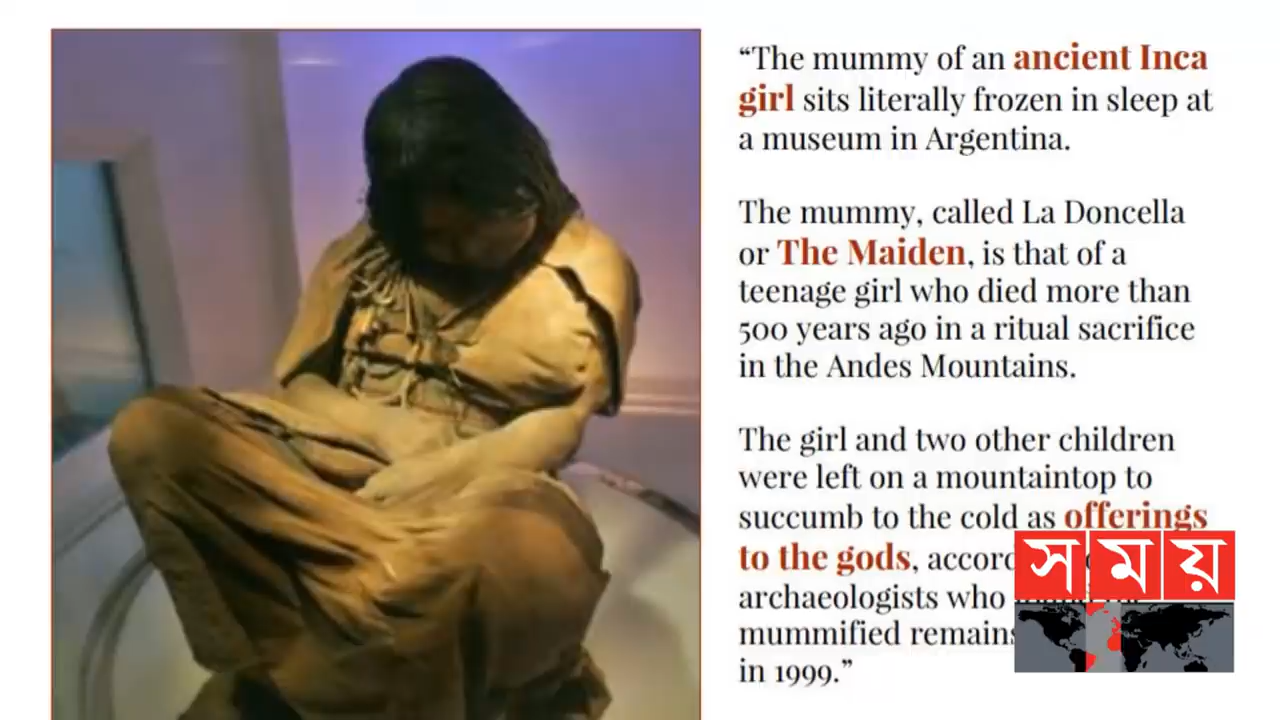 “The mummy of an ancient Inca
girl sits literally frozen in sleep at
a museum in Argentina.
The mummy, called La Doncella
or The Maiden, is that of a
teenage girl who died more than
500 years ago in a ritual sacrifice
in the Andes Mountains.
The girl and two other children
were left on a mountaintop to
succumb to the cold as offerings
to the gods,
archaeologists who
mummified remains
in 1999.”
সময়